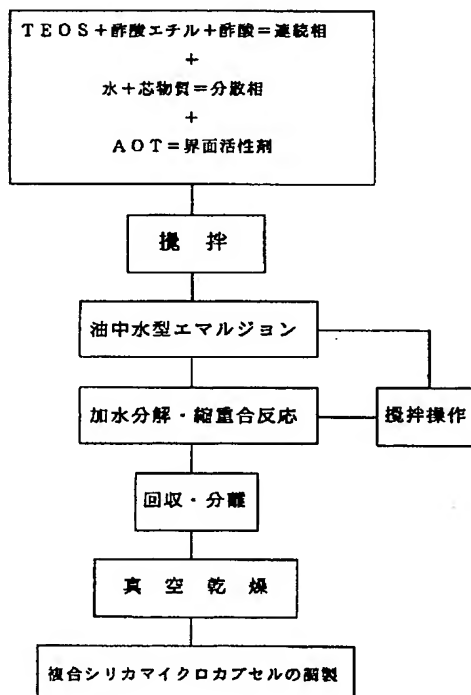 TEOS+酢酸エチル+酢酸=連続相
+
水+芯物質=分散相
+
AOT=界面活性剤
攪拌
油中水型エマルジョン
加水分解・縮重合反応
攪拌操作
回収・分離
真空乾燥
複合シリカマイクロカプセルの調製